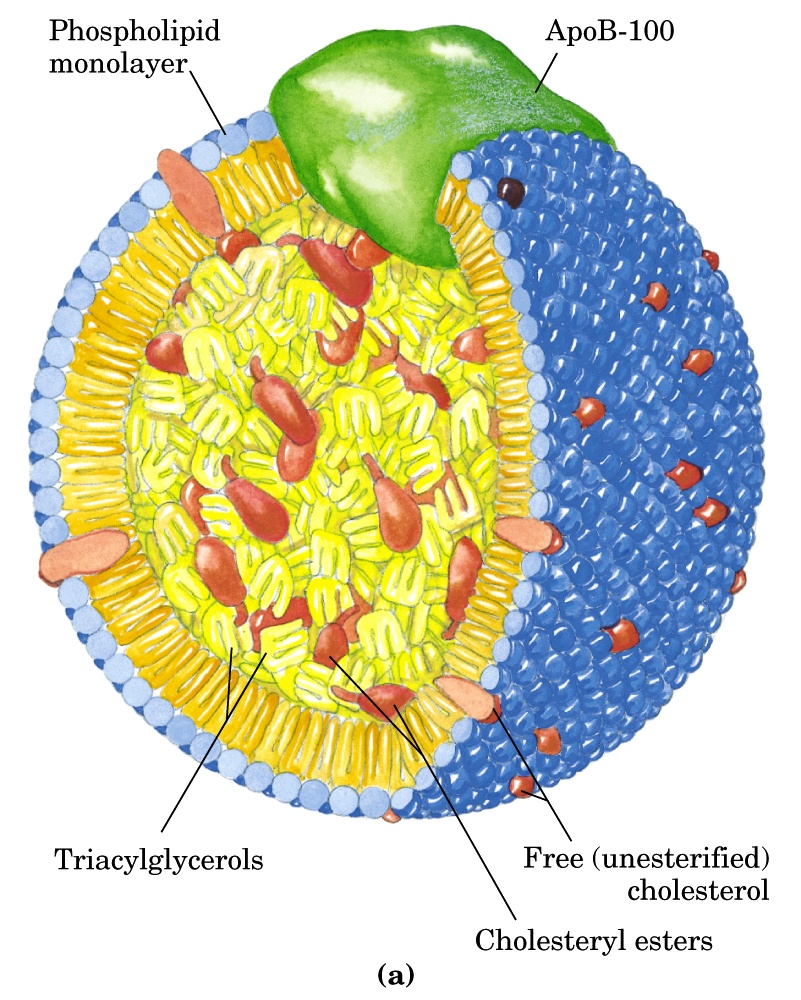 Phospholipid
monolayer
ApoB-100
Triacylglycerols
Free (unesterified)
cholesterol
Cholesteryl esters
(a)